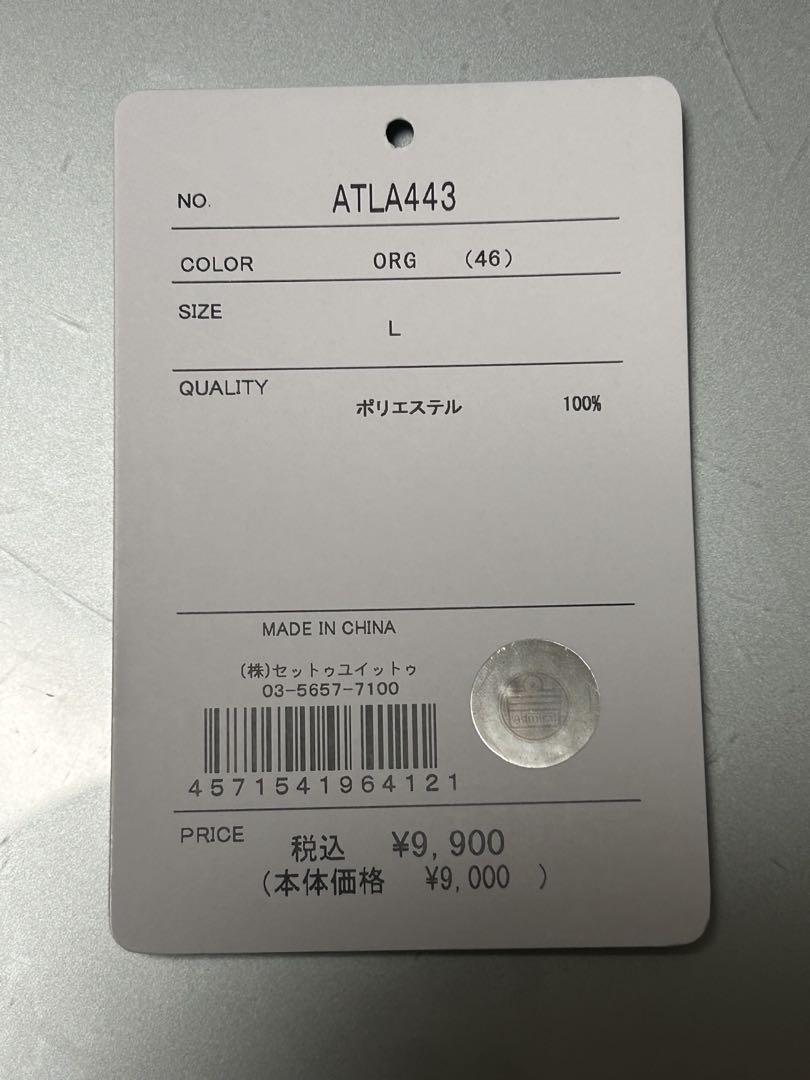 NO. ATLA443
COLOR ORG (46)
SIZE L
QUALITY ポリエステル 100%
MADE IN CHINA
(株)セットゥユイットゥ
03-5657-7100
4571541964121
PRICE 税込 ¥9,900
(本体価格 ¥9,000 )
Admiral